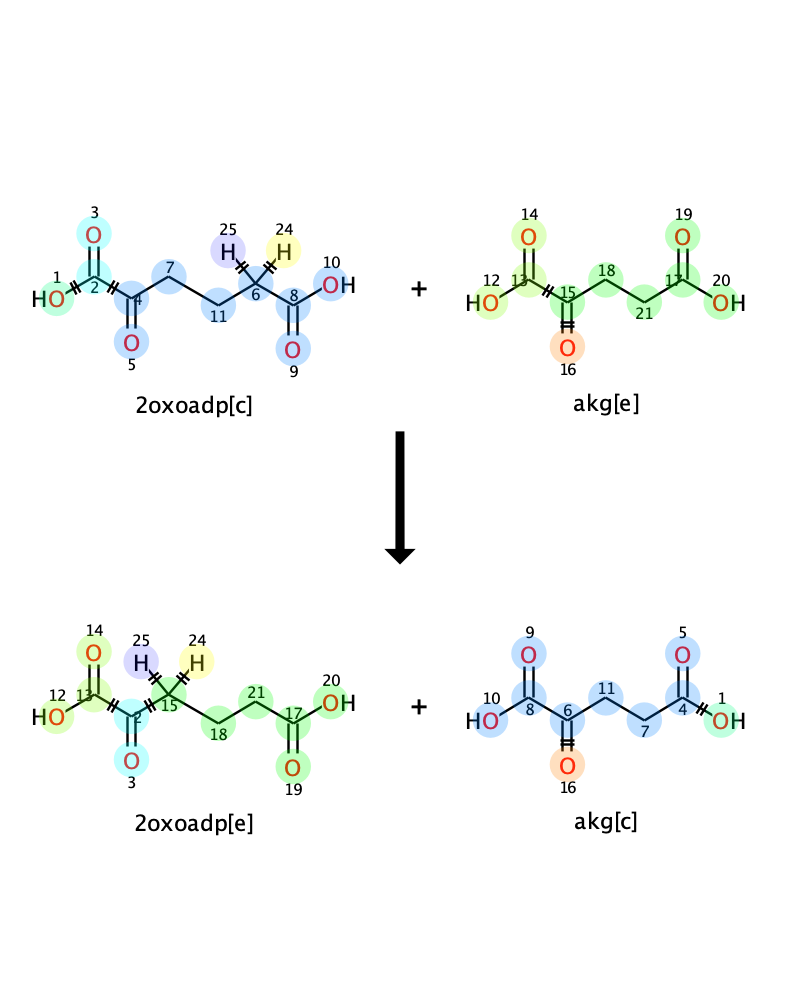 3 25 24 14 19
O H H 10 O O
1 7 OH 12 13 18 17 20
HO 2 4 6 8 HO 15 OH
11 21
O O + O
5 9 16
2oxoadp[c] akg[e]
14 25 24 9 5
O H H 20 O O
12 13 21 OH 10 11 1
HO 2 15 17 HO 8 6 4 OH
18 7
O O + O
3 19 16
2oxoadp[e] akg[c]